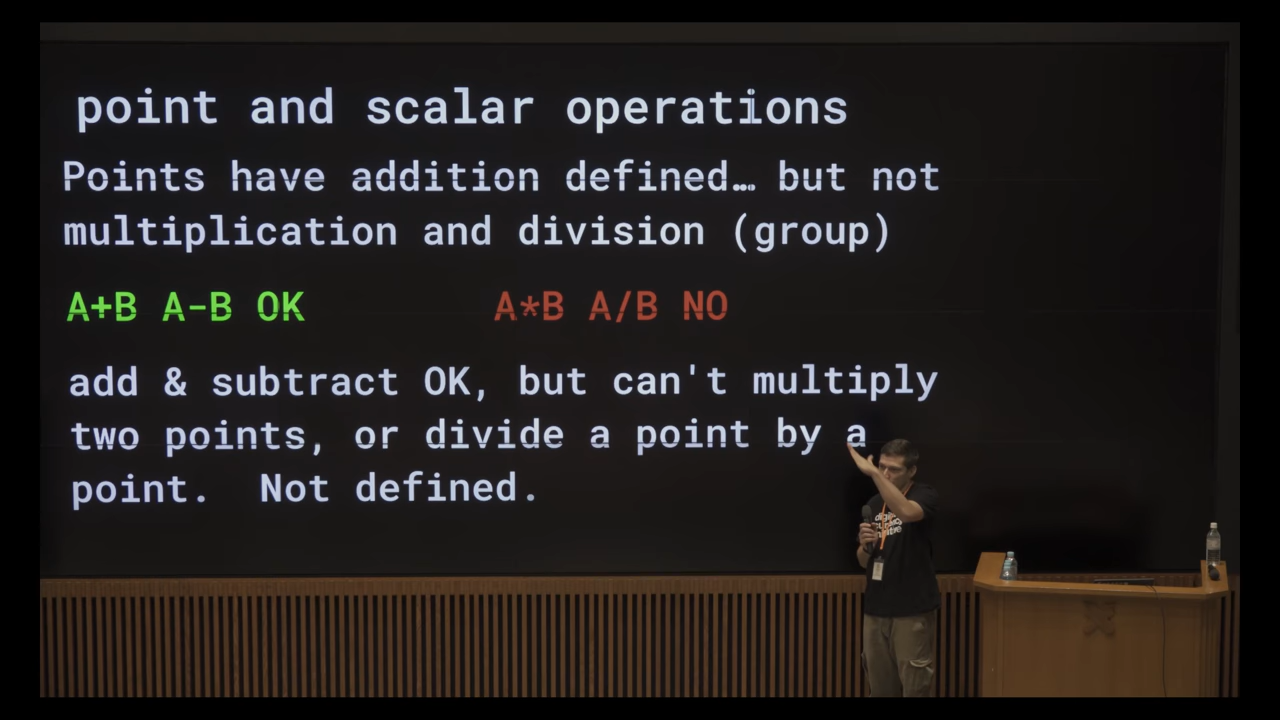 point and scalar operations
Points have addition defined… but not
multiplication and division (group)
A+B A-B OK
A*B A/B NO
add & subtract OK, but can't multiply
two points, or divide a point by a
point. Not defined.